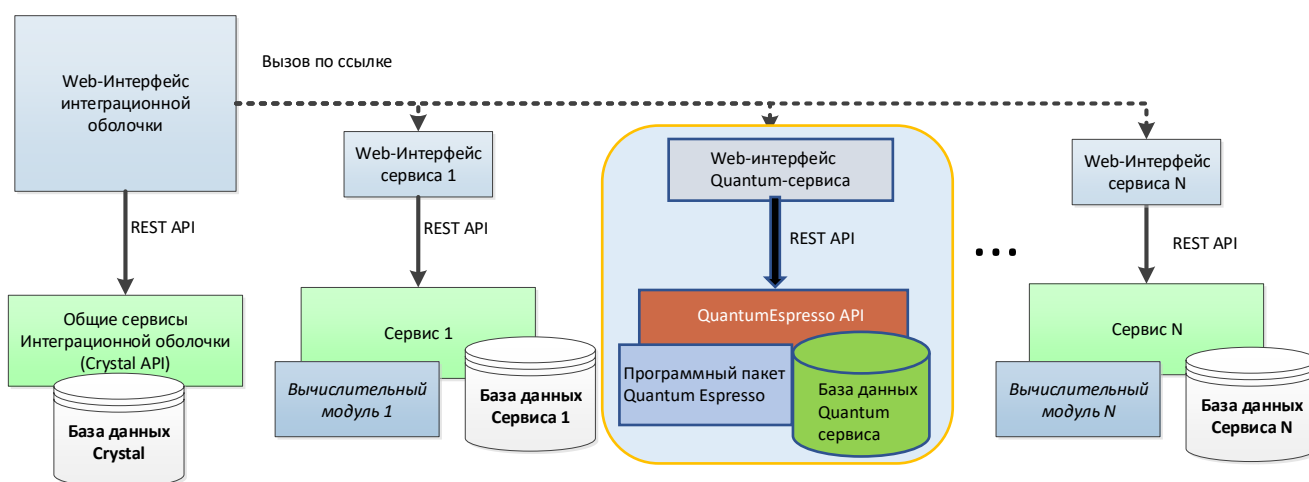 Web-Интерфейс
интеграционной
оболочки
Вызов по ссылке
Web-Интерфейс
сервиса 1
Web-интерфейс
Quantum-сервиса
Web-Интерфейс
сервиса N
REST API
REST API
REST API
REST API
...
Общие сервисы
Интеграционной оболочки
(Crystal API)
База данных
Crystal
Сервис 1
Вычислительный
модуль 1
База данных
Сервиса 1
QuantumEspresso API
Программный пакет
Quantum Espresso
База данных
Quantum
сервиса
Сервис N
Вычислительный
модуль N
База данных
Сервиса N